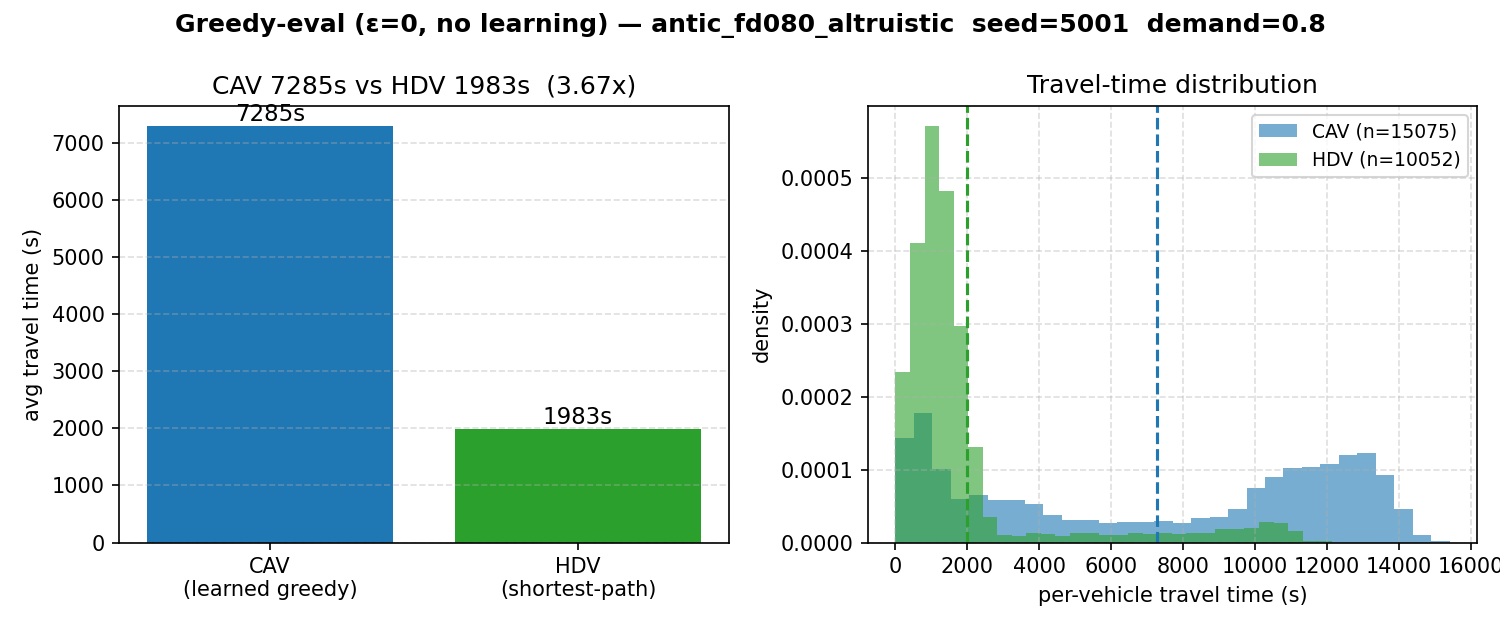 Greedy-eval (ε=0, no learning) — antic_fd080_altruistic  seed=5001  demand=0.8
CAV 7285s vs HDV 1983s  (3.67x)
7285s
1983s
avg travel time (s)
7000
6000
5000
4000
3000
2000
1000
0
CAV
(learned greedy)
HDV
(shortest-path)
Travel-time distribution
CAV (n=15075)
HDV (n=10052)
density
0.0005
0.0004
0.0003
0.0002
0.0001
0.0000
0 2000 4000 6000 8000 10000 12000 14000 16000
per-vehicle travel time (s)